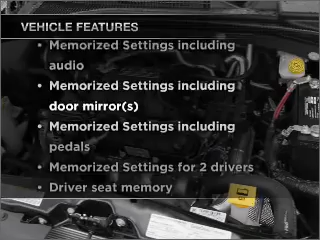 VEHICLE FEATURES
• Memorized Settings including
audio
• Memorized Settings including
door mirror(s)
• Memorized Settings including
pedals
• Memorized Settings for 2 drivers
• Driver seat memory